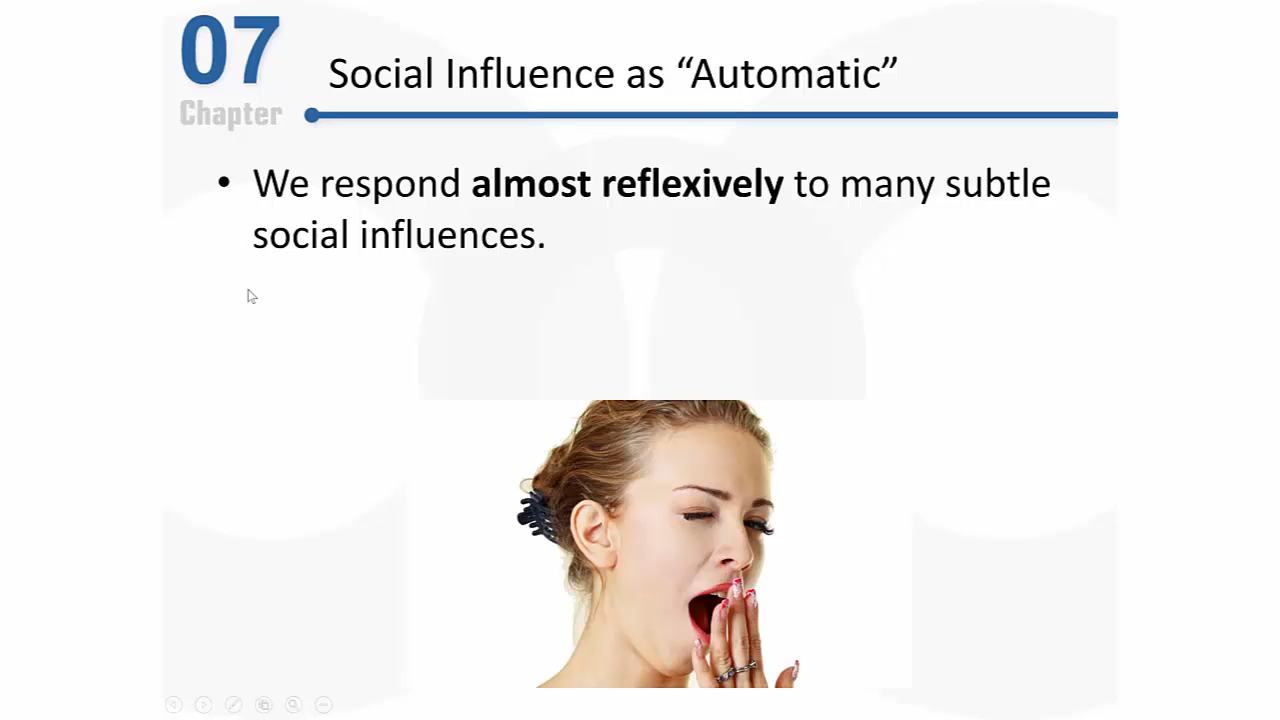 07
Chapter
Social Influence as “Automatic”
• We respond almost reflexively to many subtle
social influences.